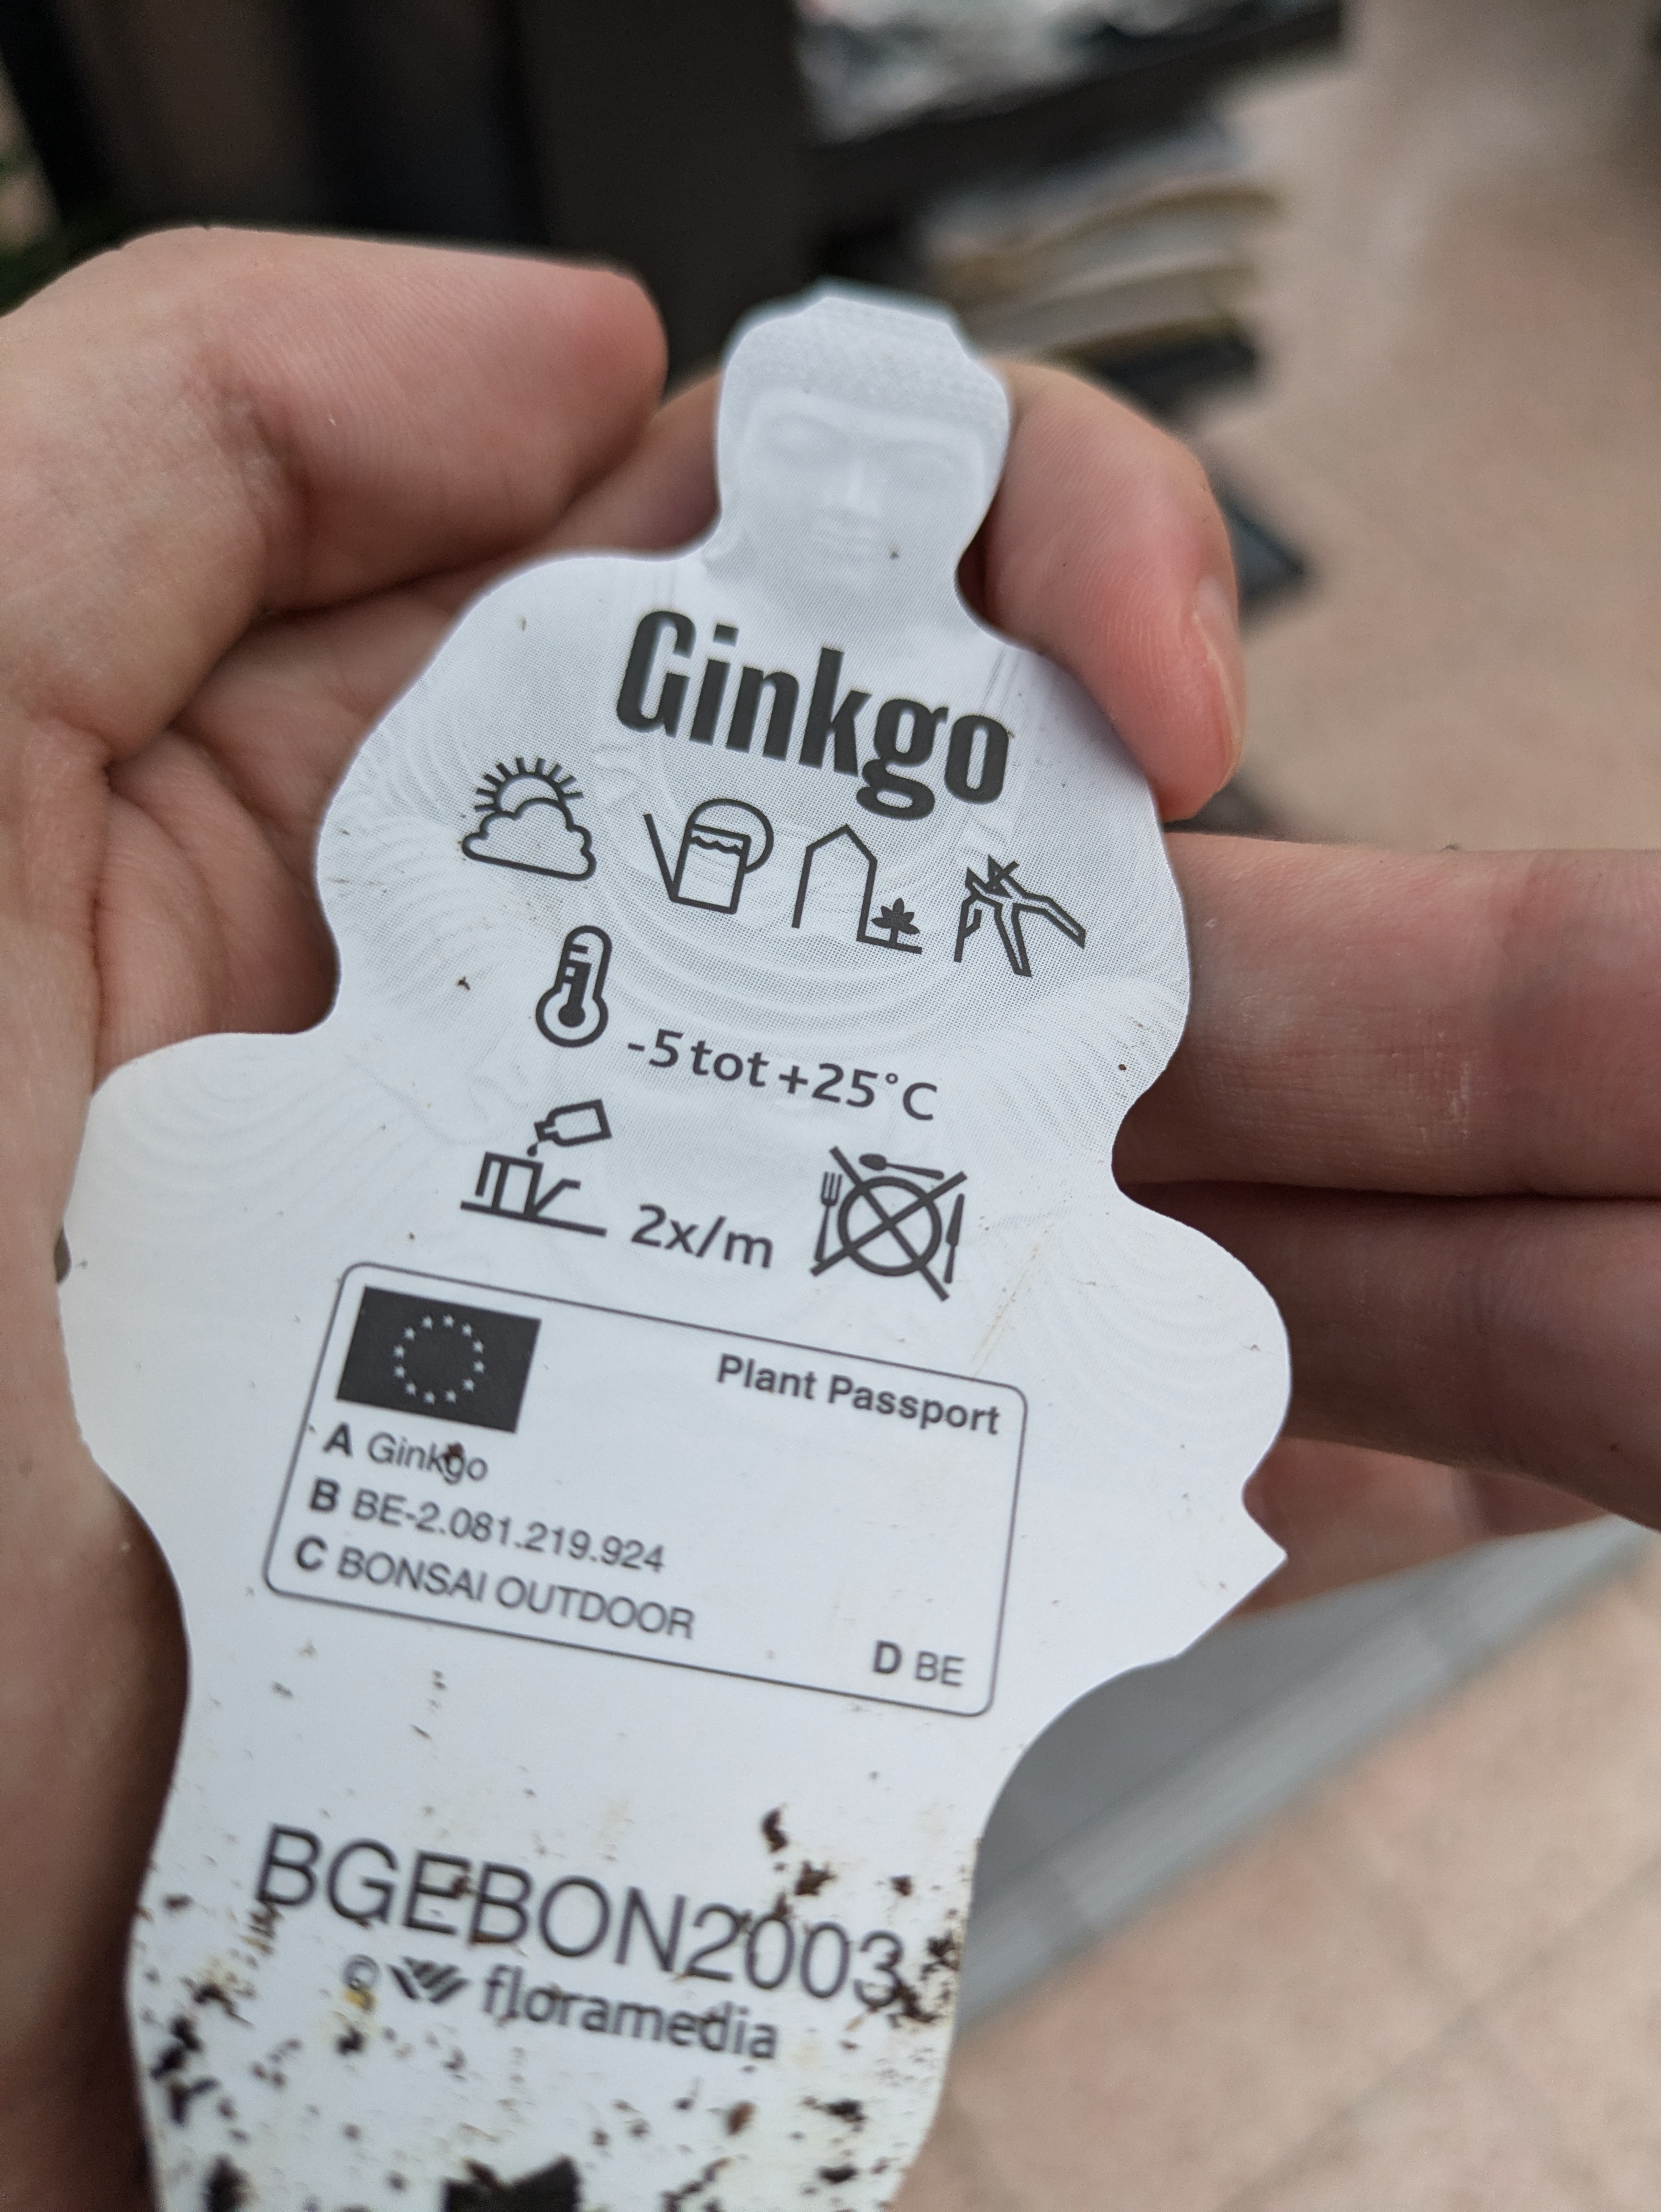 Ginkgo
-5 tot +25°C
2x/m
Plant Passport
A Ginkgo
B BE-2.081.219.924
C BONSAI OUTDOOR
D BE
BGEBON2003
© floramedia